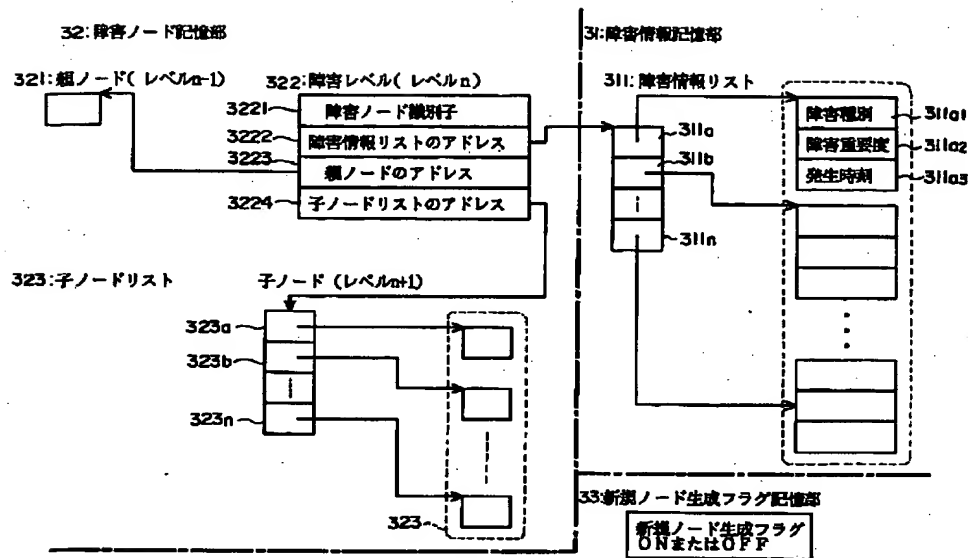 32:障害ノード記憶部
31:障害情報記憶部
321:親ノード(レベルn-1)
322:障害レベル(レベルn)
311:障害情報リスト
3221
障害ノード識別子
3222
障害情報リストのアドレス
3223
親ノードのアドレス
3224
子ノードリストのアドレス
311a
311b
311n
障害種別
311a1
障害重要度
311a2
発生時刻
311a3
323:子ノードリスト
子ノード(レベルn+1)
323a
323b
323n
323
33:新規ノード生成フラグ記憶部
新規ノード生成フラグ
ONまたはOFF